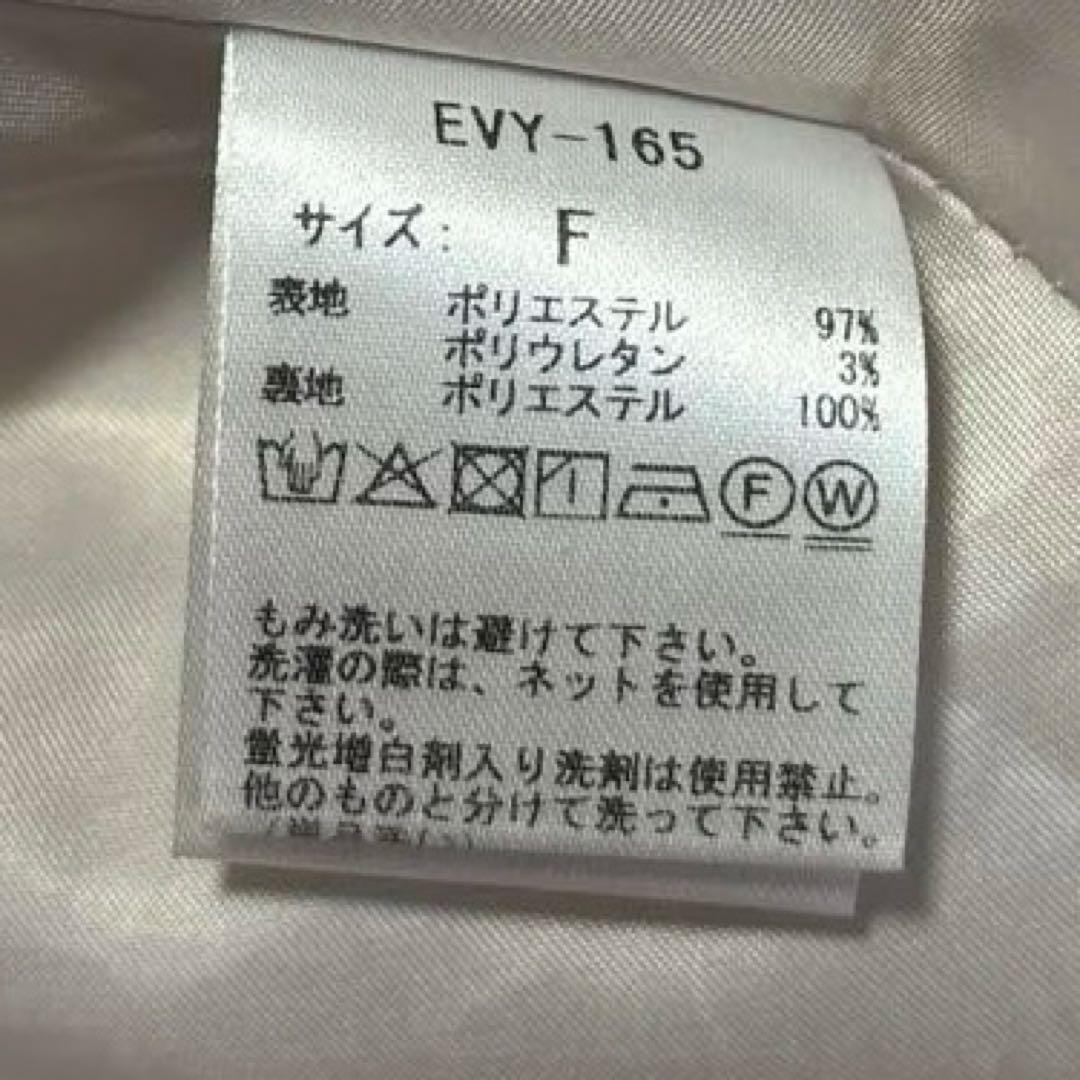 EVY-165
サイズ: F
表地 ポリエステル 97%
ポリウレタン 3%
裏地 ポリエステル 100%
F W
もみ洗いは避けて下さい。
洗濯の際は、ネットを使用して
下さい。
蛍光増白剤入り洗剤は使用禁止。
他のものと分けて洗って下さい。